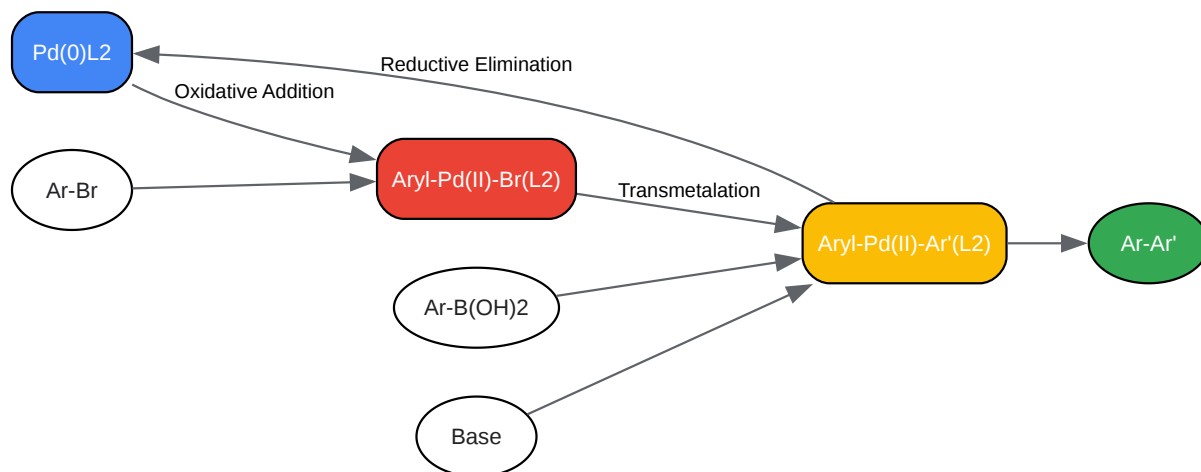 Pd(0)L2
Reductive Elimination
Oxidative Addition
Ar-Br
Aryl-Pd(II)-Br(L2)
Transmetalation
Aryl-Pd(II)-Ar'(L2)
Ar-Ar'
Ar-B(OH)2
Base